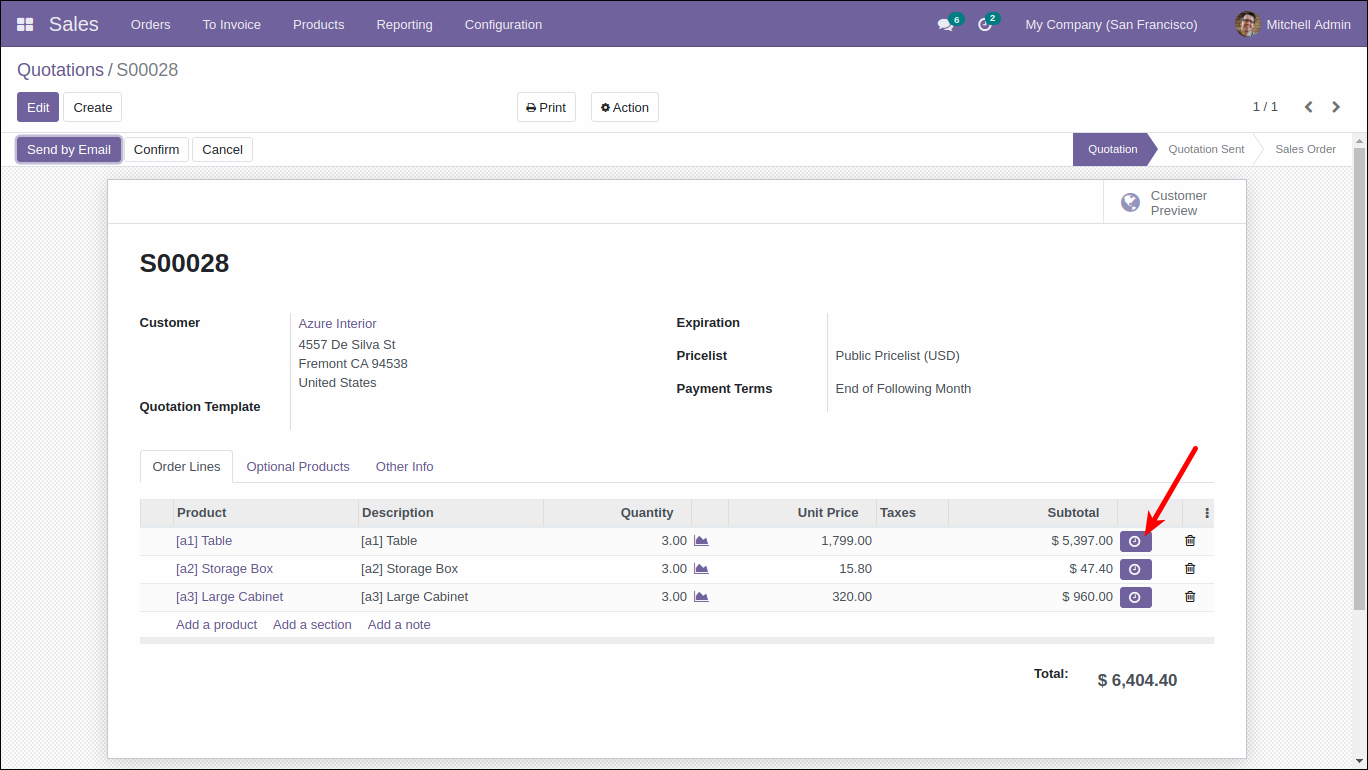 Sales Orders To Invoice Products Reporting Configuration 6 2 My Company (San Francisco) Mitchell Admin
Quotations / S00028
Edit Create Print Action 1 / 1
Send by Email Confirm Cancel Quotation Quotation Sent Sales Order
Customer
Preview
S00028
Customer Azure Interior
4557 De Silva St
Fremont CA 94538
United States
Quotation Template
Expiration
Pricelist Public Pricelist (USD)
Payment Terms End of Following Month
Order Lines Optional Products Other Info
Product Description Quantity Unit Price Taxes Subtotal
[a1] Table [a1] Table 3.00 1,799.00 $ 5,397.00
[a2] Storage Box [a2] Storage Box 3.00 15.80 $ 47.40
[a3] Large Cabinet [a3] Large Cabinet 3.00 320.00 $ 960.00
Add a product Add a section Add a note
Total: $ 6,404.40